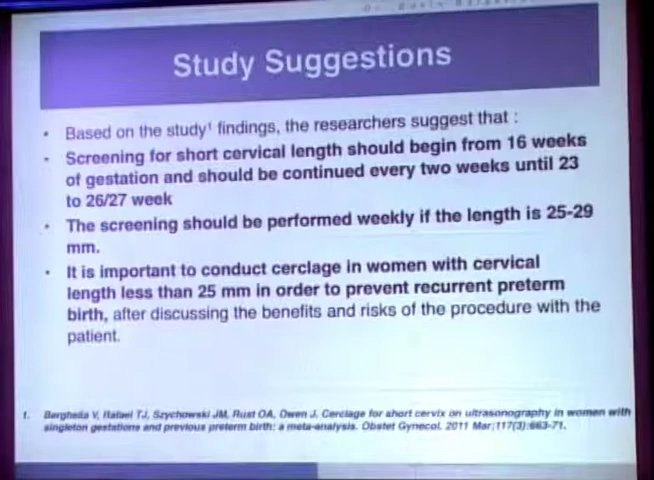 Study Suggestions
• Based on the study¹ findings, the researchers suggest that :
• Screening for short cervical length should begin from 16 weeks
of gestation and should be continued every two weeks until 23
to 26/27 week
• The screening should be performed weekly if the length is 25-29
mm.
• It is important to conduct cerclage in women with cervical
length less than 25 mm in order to prevent recurrent preterm
birth, after discussing the benefits and risks of the procedure with the
patient.
1. Berghella V, Rafael TJ, Szychowski JM, Rust OA, Owen J. Cerclage for short cervix on ultrasonography in women with
singleton gestations and previous preterm birth: a meta-analysis. Obstet Gynecol. 2011 Mar;117(3):663-71.